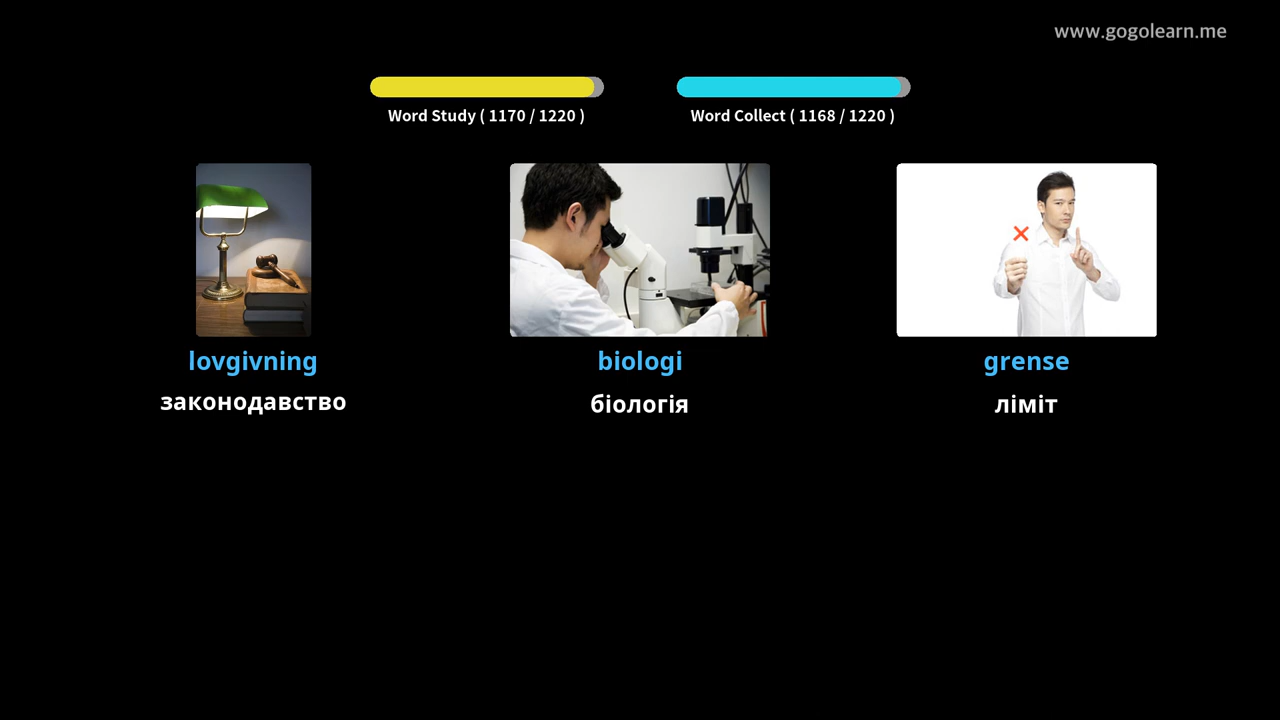 www.gogolearn.me
Word Study ( 1170 / 1220 )
Word Collect ( 1168 / 1220 )
lovgivning
biologi
grense
законодавство
біологія
ліміт